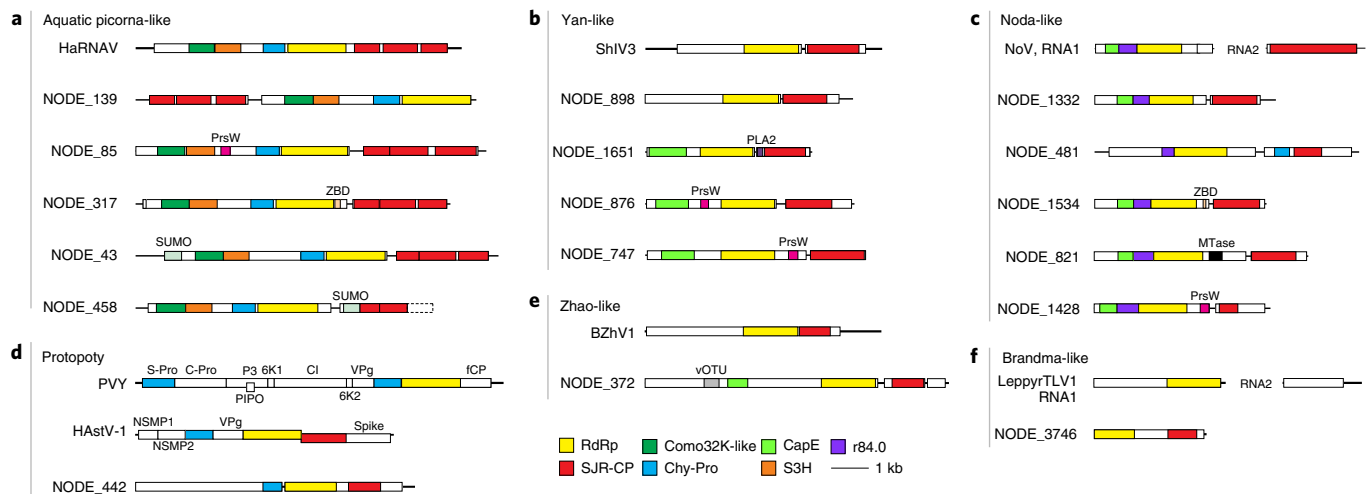 a Aquatic picorna-like
HaRNAV
NODE_139
PrsW
NODE_85
ZBD
NODE_317
SUMO
NODE_43
SUMO
NODE_458
b Yan-like
ShIV3
NODE_898
PLA2
NODE_1651
PrsW
NODE_876
PrsW
NODE_747
c Noda-like
NoV, RNA1 RNA2
NODE_1332
NODE_481
ZBD
NODE_1534
MTase
NODE_821
PrsW
NODE_1428
d Protopoty
S-Pro C-Pro P3 6K1 CI VPg fCP
PVY
PIPO 6K2
NSMP1 VPg Spike
HAstV-1
NSMP2
NODE_442
e Zhao-like
BZhV1
vOTU
NODE_372
RdRp Como32K-like CapE r84.0
SJR-CP Chy-Pro S3H 1 kb
f Brandma-like
LeppyrTLV1
RNA1 RNA2
NODE_3746